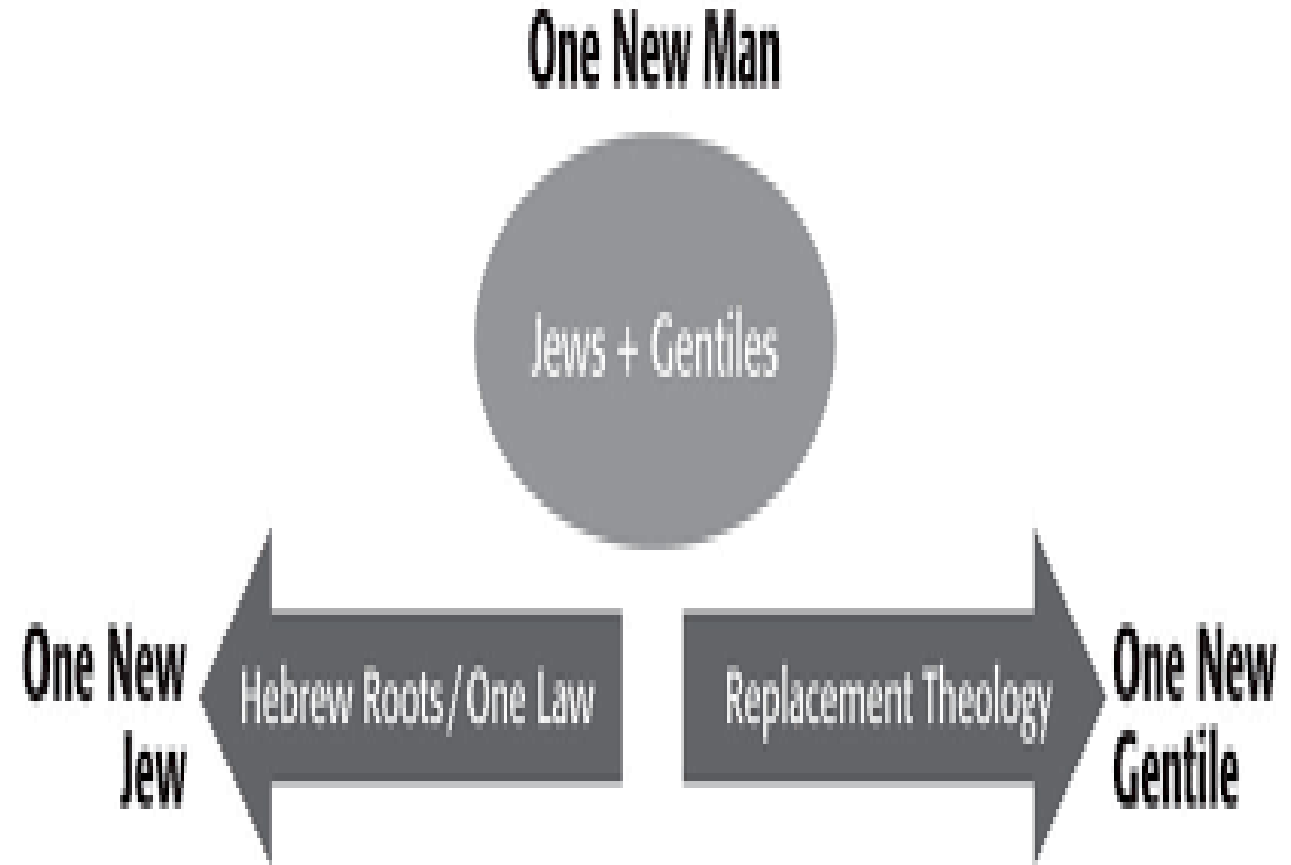 One New Man
Jews + Gentiles
One New
Jew
Hebrew Roots/One Law
Replacement Theology
One New
Gentile